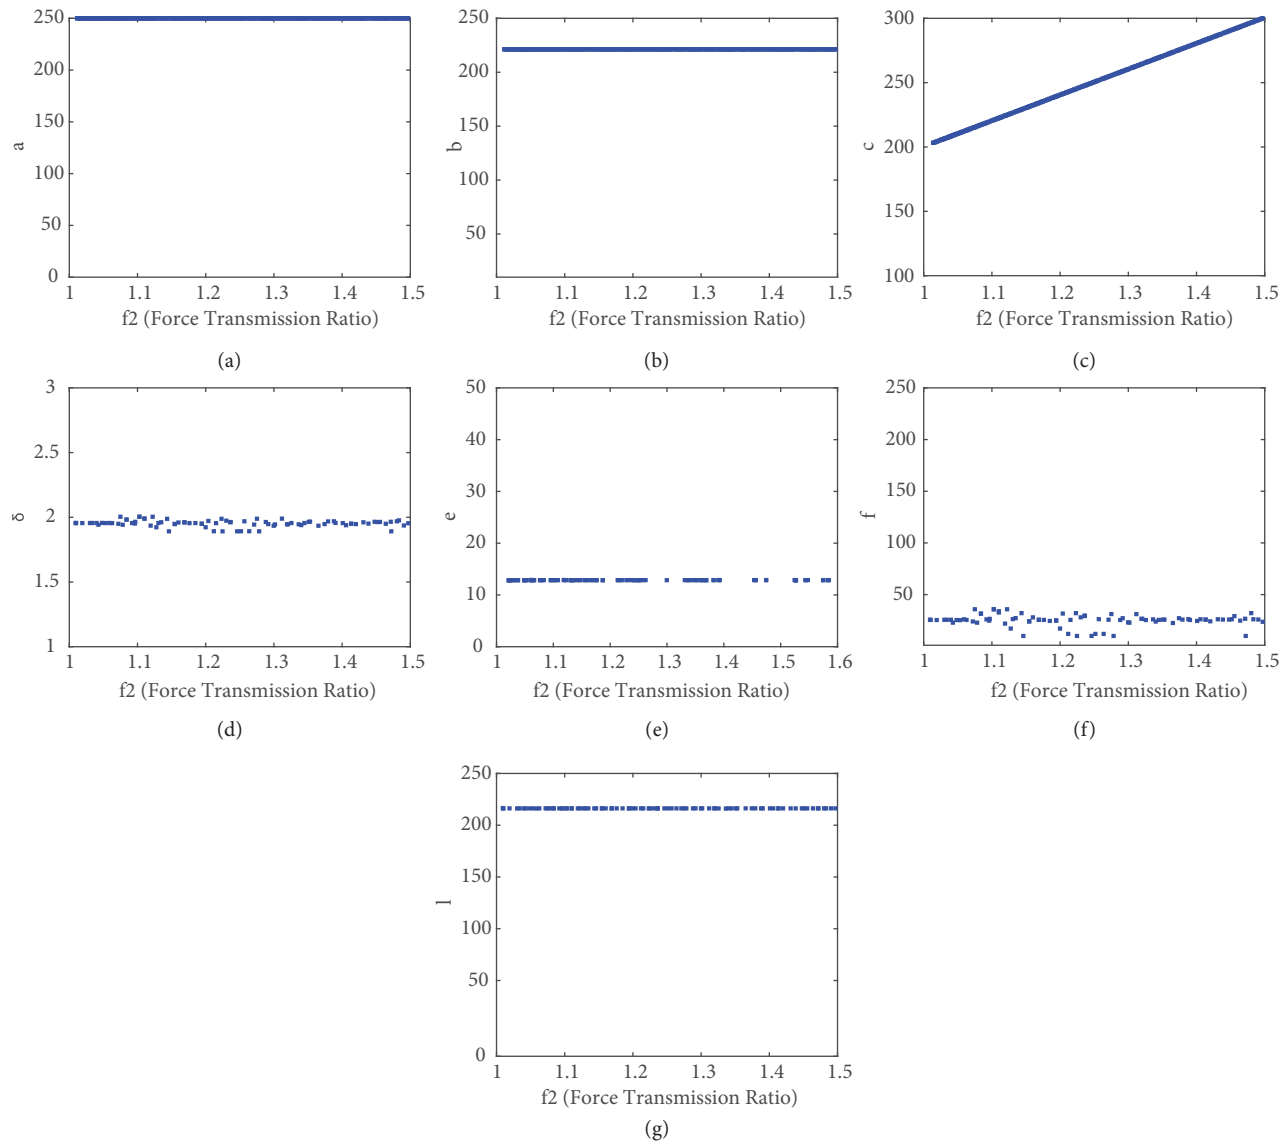 250
200
150
100
50
0
a
1 1.1 1.2 1.3 1.4 1.5
f2 (Force Transmission Ratio)
(a)
250
200
150
100
50
b
1 1.1 1.2 1.3 1.4 1.5
f2 (Force Transmission Ratio)
(b)
300
250
200
150
100
c
1 1.1 1.2 1.3 1.4 1.5
f2 (Force Transmission Ratio)
(c)
3
2.5
2
1.5
1
δ
1 1.1 1.2 1.3 1.4 1.5
f2 (Force Transmission Ratio)
(d)
50
40
30
20
10
0
e
1 1.1 1.2 1.3 1.4 1.5 1.6
f2 (Force Transmission Ratio)
(e)
250
200
150
100
50
f
1 1.1 1.2 1.3 1.4 1.5
f2 (Force Transmission Ratio)
(f)
250
200
150
100
50
0
l
1 1.1 1.2 1.3 1.4 1.5
f2 (Force Transmission Ratio)
(g)